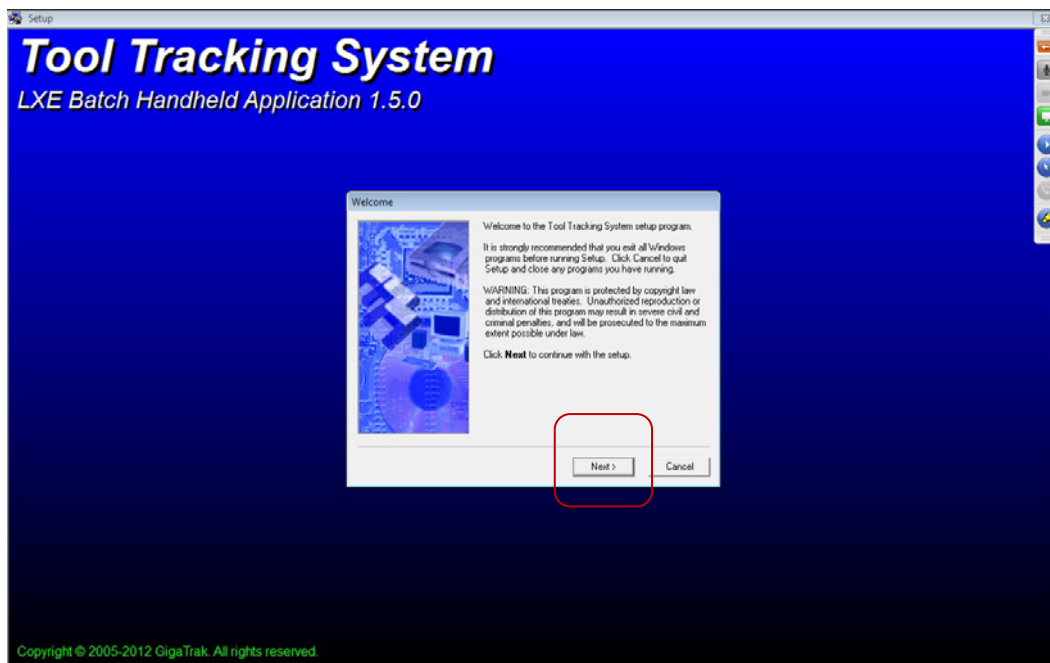 Setup
Tool Tracking System
LXE Batch Handheld Application 1.5.0
Welcome
Welcome to the Tool Tracking System setup program.
It is strongly recommended that you exit all Windows
programs before running Setup. Click Cancel to quit
Setup and close any programs you have running.
WARNING: This program is protected by copyright law
and international treaties. Unauthorized reproduction or
distribution of this program may result in severe civil and
criminal penalties, and will be prosecuted to the maximum
extent possible under law.
Click Next to continue with the setup.
Next >
Cancel
Copyright © 2005-2012 GigaTrak. All rights reserved.